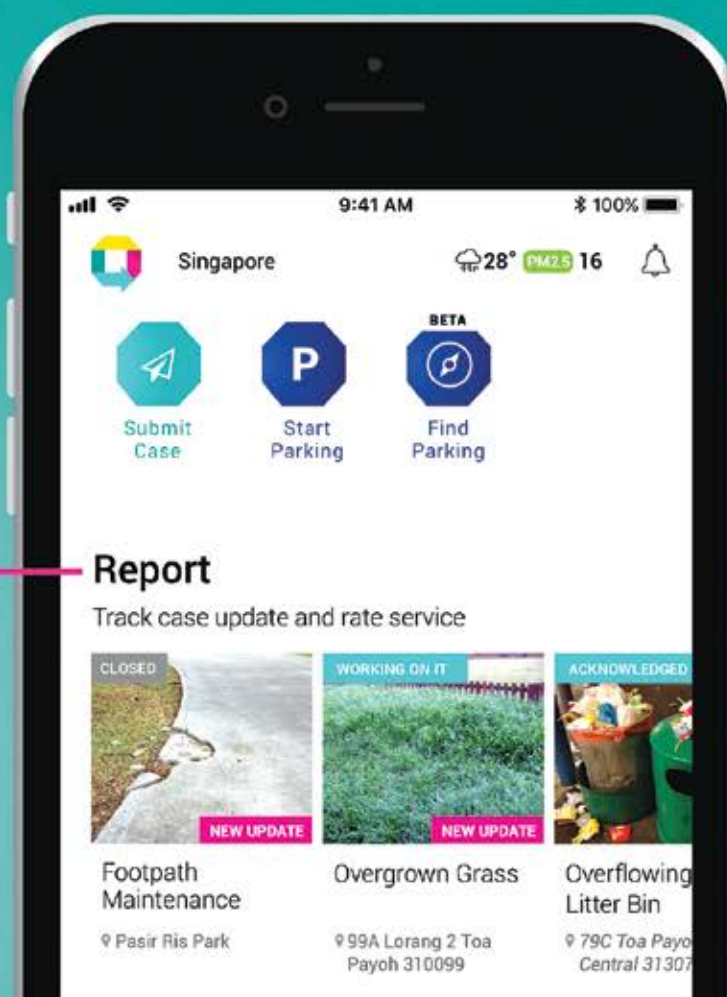 9:41 AM
100%
Singapore
28° PM2.5 16
BETA
P
Submit
Case
Start
Parking
Find
Parking
Report
Track case update and rate service
CLOSED
WORKING ON IT
ACKNOWLEDGED
NEW UPDATE
NEW UPDATE
Footpath
Maintenance
Pasir Ris Park
Overgrown Grass
99A Lorang 2 Toa
Payoh 310099
Overflowing
Litter Bin
79C Toa Payo
Central 31307